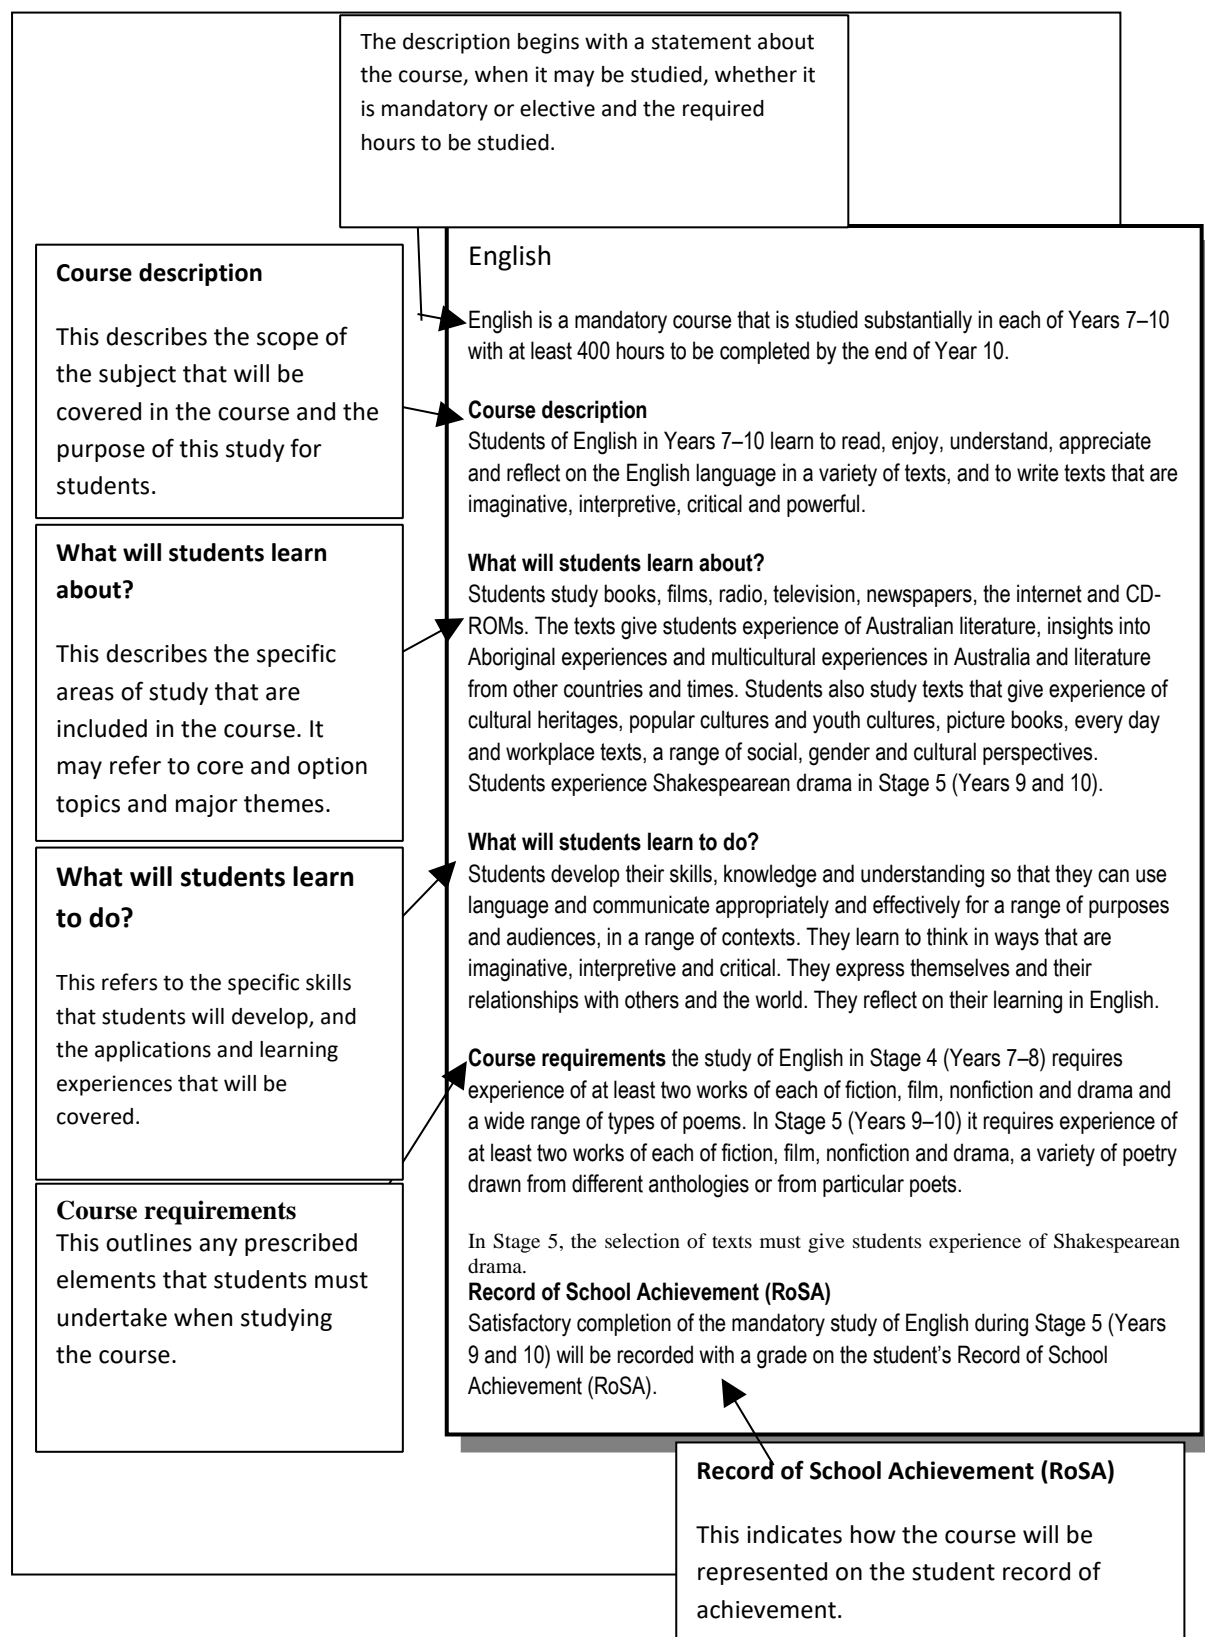 The description begins with a statement about
the course, when it may be studied, whether it
is mandatory or elective and the required
hours to be studied.
Course description
This describes the scope of
the subject that will be
covered in the course and the
purpose of this study for
students.
What will students learn
about?
This describes the specific
areas of study that are
included in the course. It
may refer to core and option
topics and major themes.
What will students learn
to do?
This refers to the specific skills
that students will develop, and
the applications and learning
experiences that will be
covered.
Course requirements
This outlines any prescribed
elements that students must
undertake when studying
the course.
English
English is a mandatory course that is studied substantially in each of Years 7–10
with at least 400 hours to be completed by the end of Year 10.
Course description
Students of English in Years 7–10 learn to read, enjoy, understand, appreciate
and reflect on the English language in a variety of texts, and to write texts that are
imaginative, interpretive, critical and powerful.
What will students learn about?
Students study books, films, radio, television, newspapers, the internet and CD-
ROMs. The texts give students experience of Australian literature, insights into
Aboriginal experiences and multicultural experiences in Australia and literature
from other countries and times. Students also study texts that give experience of
cultural heritages, popular cultures and youth cultures, picture books, every day
and workplace texts, a range of social, gender and cultural perspectives.
Students experience Shakespearean drama in Stage 5 (Years 9 and 10).
What will students learn to do?
Students develop their skills, knowledge and understanding so that they can use
language and communicate appropriately and effectively for a range of purposes
and audiences, in a range of contexts. They learn to think in ways that are
imaginative, interpretive and critical. They express themselves and their
relationships with others and the world. They reflect on their learning in English.
Course requirements the study of English in Stage 4 (Years 7–8) requires
experience of at least two works of each of fiction, film, nonfiction and drama and
a wide range of types of poems. In Stage 5 (Years 9–10) it requires experience of
at least two works of each of fiction, film, nonfiction and drama, a variety of poetry
drawn from different anthologies or from particular poets.
In Stage 5, the selection of texts must give students experience of Shakespearean
drama.
Record of School Achievement (RoSA)
Satisfactory completion of the mandatory study of English during Stage 5 (Years
9 and 10) will be recorded with a grade on the student’s Record of School
Achievement (RoSA).
Record of School Achievement (RoSA)
This indicates how the course will be
represented on the student record of
achievement.